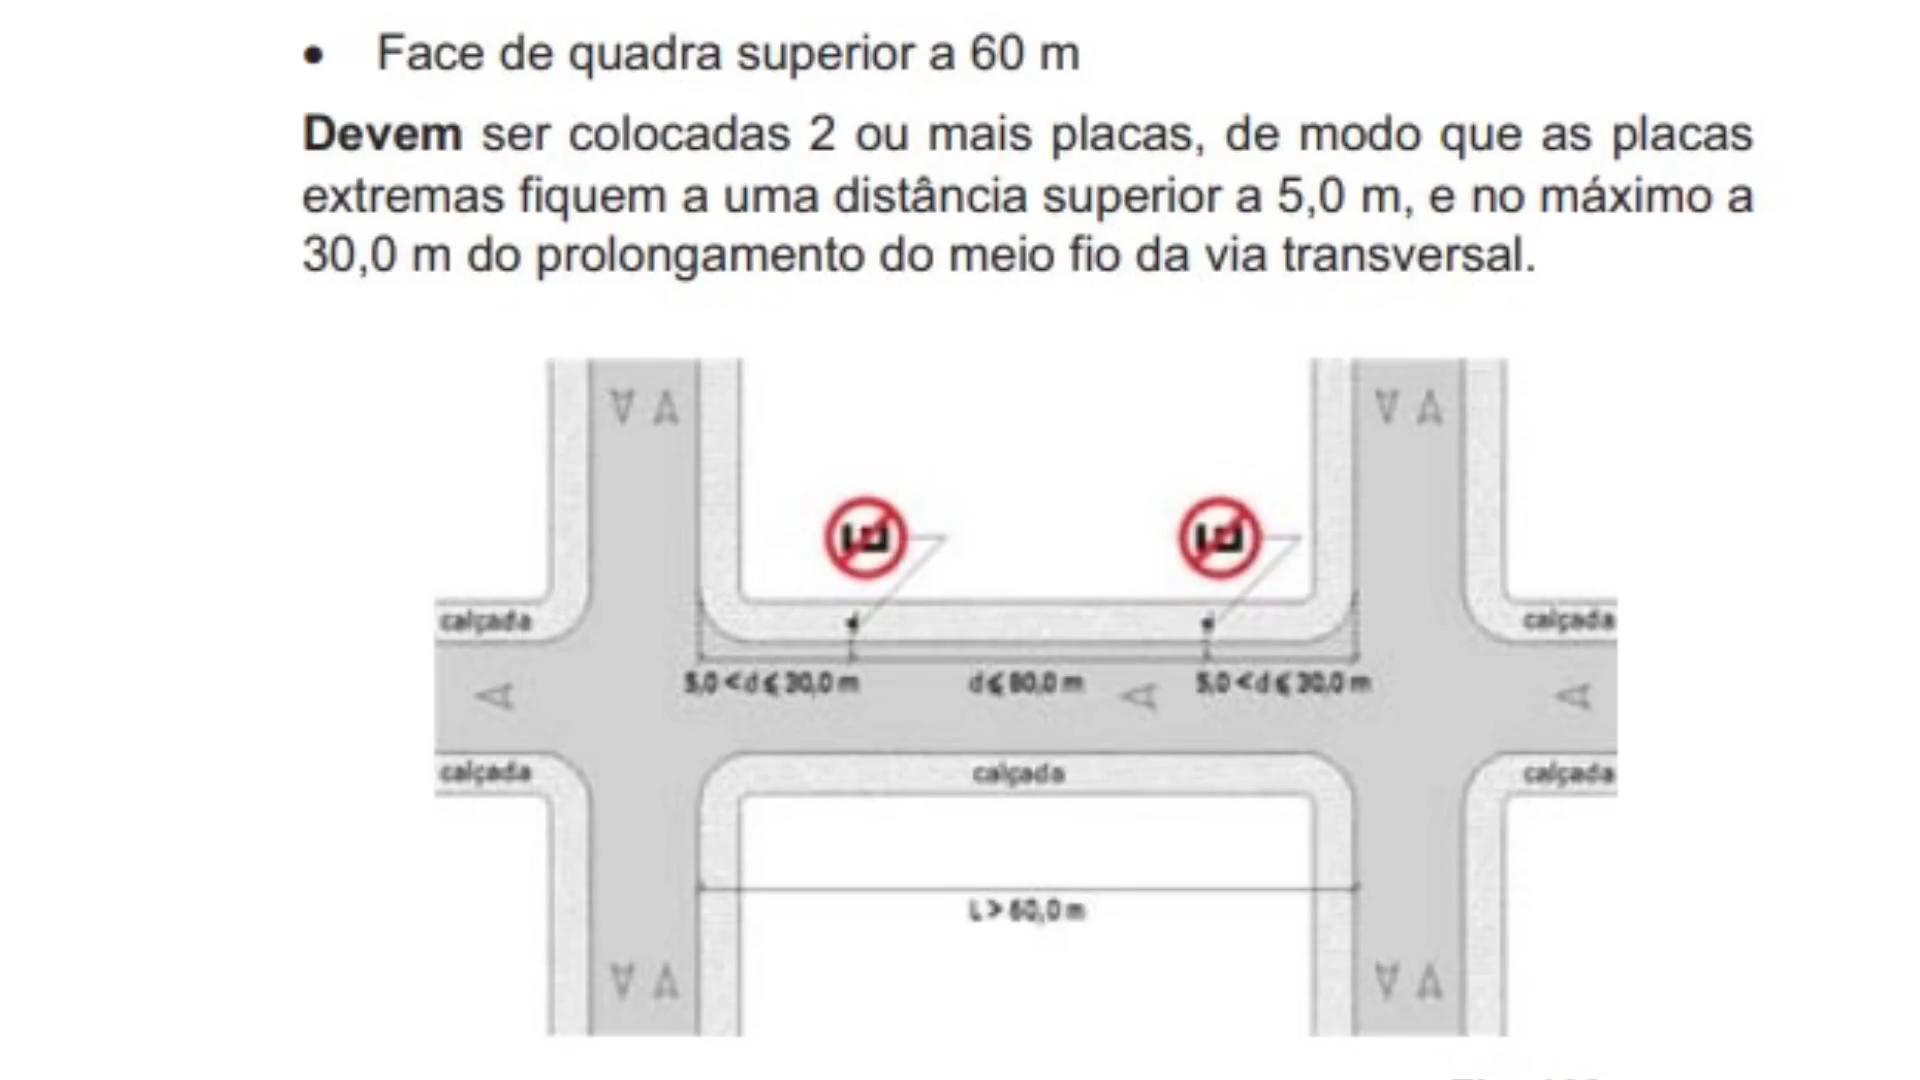 • Face de quadra superior a 60 m
Devem ser colocadas 2 ou mais placas, de modo que as placas
extremas fiquem a uma distância superior a 5,0 m, e no máximo a
30,0 m do prolongamento do meio fio da via transversal.
calçada calçada
5,0 < d ⩽ 30,0 m d ⩽ 80,0 m 5,0 < d ⩽ 30,0 m
calçada calçada calçada
L > 60,0 m